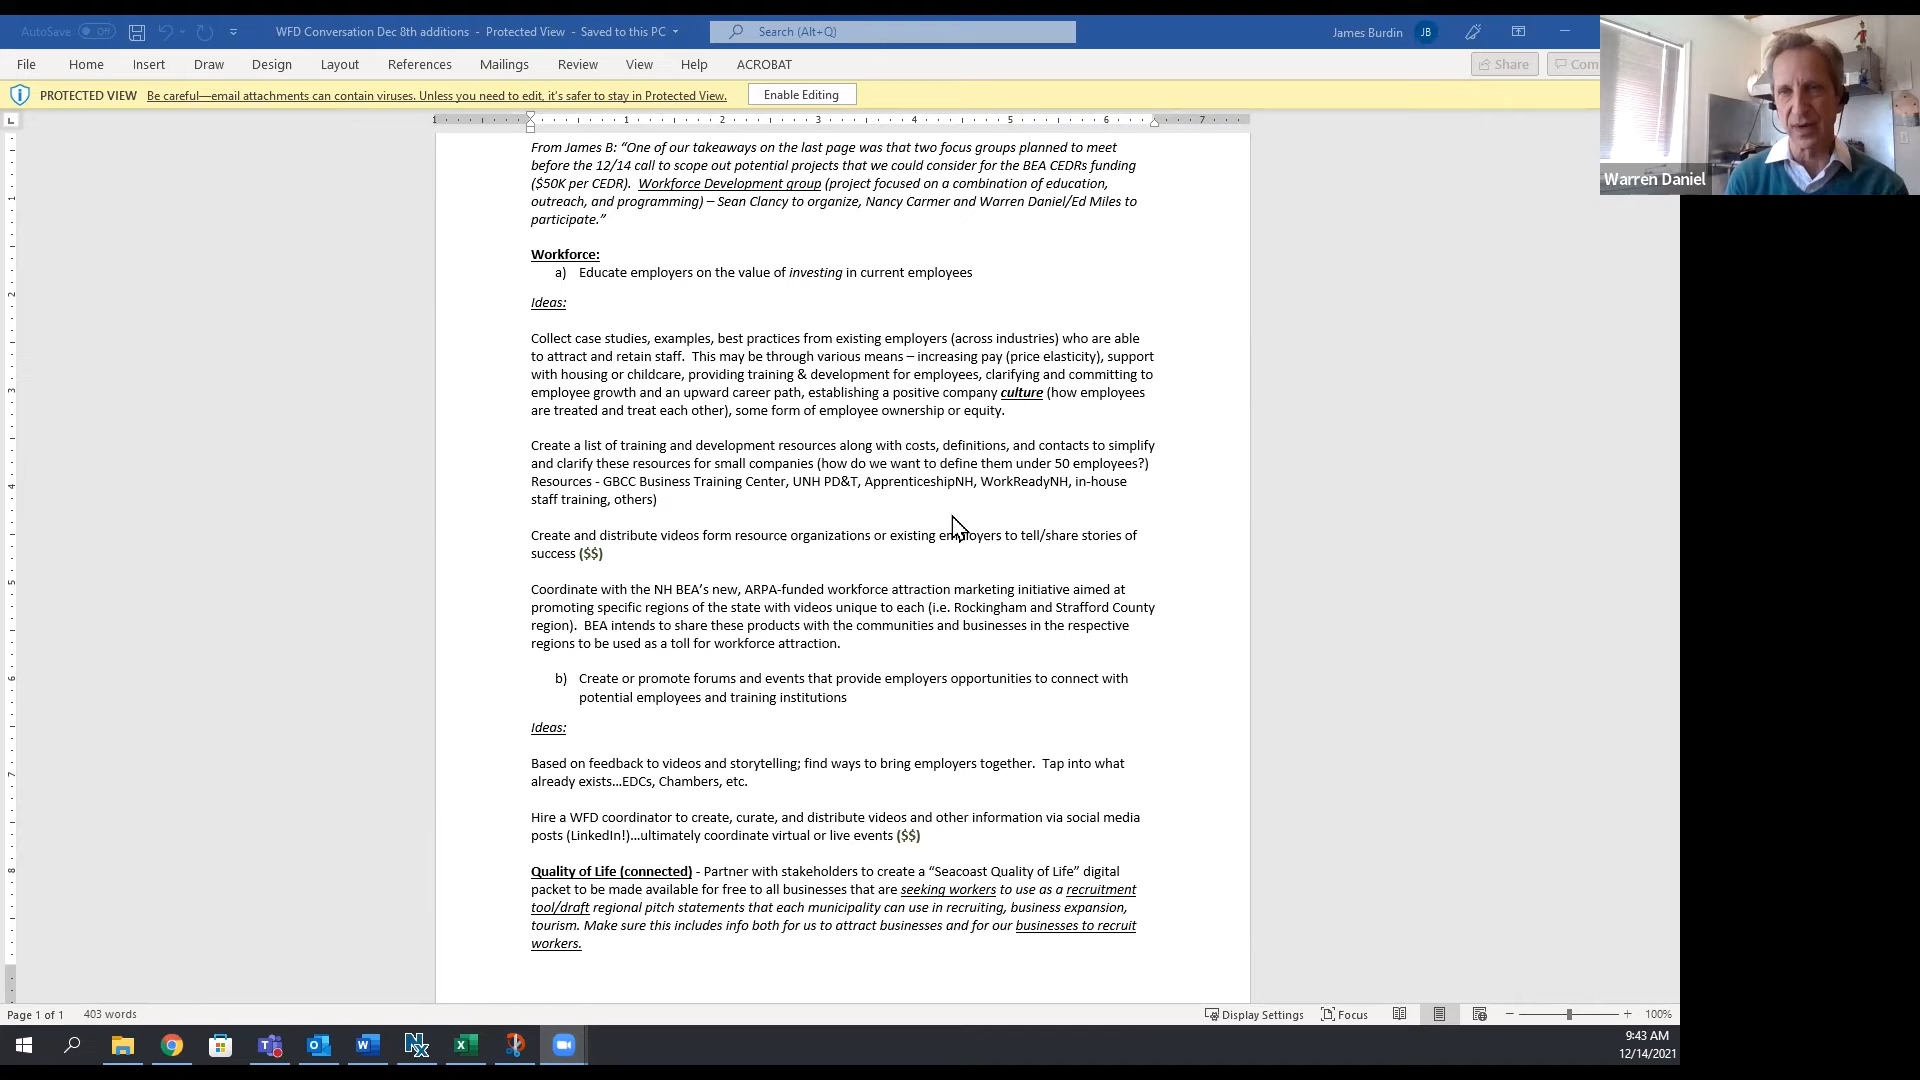 AutoSave Off
WFD Conversation Dec 8th additions - Protected View - Saved to this PC
Search (Alt+Q)
James Burdin JB
File Home Insert Draw Design Layout References Mailings Review View Help ACROBAT
Share Com
PROTECTED VIEW Be careful—email attachments can contain viruses. Unless you need to edit, it's safer to stay in Protected View. Enable Editing
Warren Daniel
1 1 2 3 4 5 6 7
From James B: “One of our takeaways on the last page was that two focus groups planned to meet
before the 12/14 call to scope out potential projects that we could consider for the BEA CEDRs funding
($50K per CEDR). Workforce Development group (project focused on a combination of education,
outreach, and programming) – Sean Clancy to organize, Nancy Carmer and Warren Daniel/Ed Miles to
participate.”
Workforce:
a) Educate employers on the value of investing in current employees
Ideas:
Collect case studies, examples, best practices from existing employers (across industries) who are able
to attract and retain staff. This may be through various means – increasing pay (price elasticity), support
with housing or childcare, providing training & development for employees, clarifying and committing to
employee growth and an upward career path, establishing a positive company culture (how employees
are treated and treat each other), some form of employee ownership or equity.
Create a list of training and development resources along with costs, definitions, and contacts to simplify
and clarify these resources for small companies (how do we want to define them under 50 employees?)
Resources - GBCC Business Training Center, UNH PD&T, ApprenticeshipNH, WorkReadyNH, in-house
staff training, others)
Create and distribute videos form resource organizations or existing employers to tell/share stories of
success ($$)
Coordinate with the NH BEA’s new, ARPA-funded workforce attraction marketing initiative aimed at
promoting specific regions of the state with videos unique to each (i.e. Rockingham and Strafford County
region). BEA intends to share these products with the communities and businesses in the respective
regions to be used as a toll for workforce attraction.
b) Create or promote forums and events that provide employers opportunities to connect with
potential employees and training institutions
Ideas:
Based on feedback to videos and storytelling; find ways to bring employers together. Tap into what
already exists…EDCs, Chambers, etc.
Hire a WFD coordinator to create, curate, and distribute videos and other information via social media
posts (LinkedIn!)…ultimately coordinate virtual or live events ($$)
Quality of Life (connected) - Partner with stakeholders to create a “Seacoast Quality of Life” digital
packet to be made available for free to all businesses that are seeking workers to use as a recruitment
tool/draft regional pitch statements that each municipality can use in recruiting, business expansion,
tourism. Make sure this includes info both for us to attract businesses and for our businesses to recruit
workers.
Page 1 of 1 403 words
Display Settings Focus 100%
9:43 AM
12/14/2021